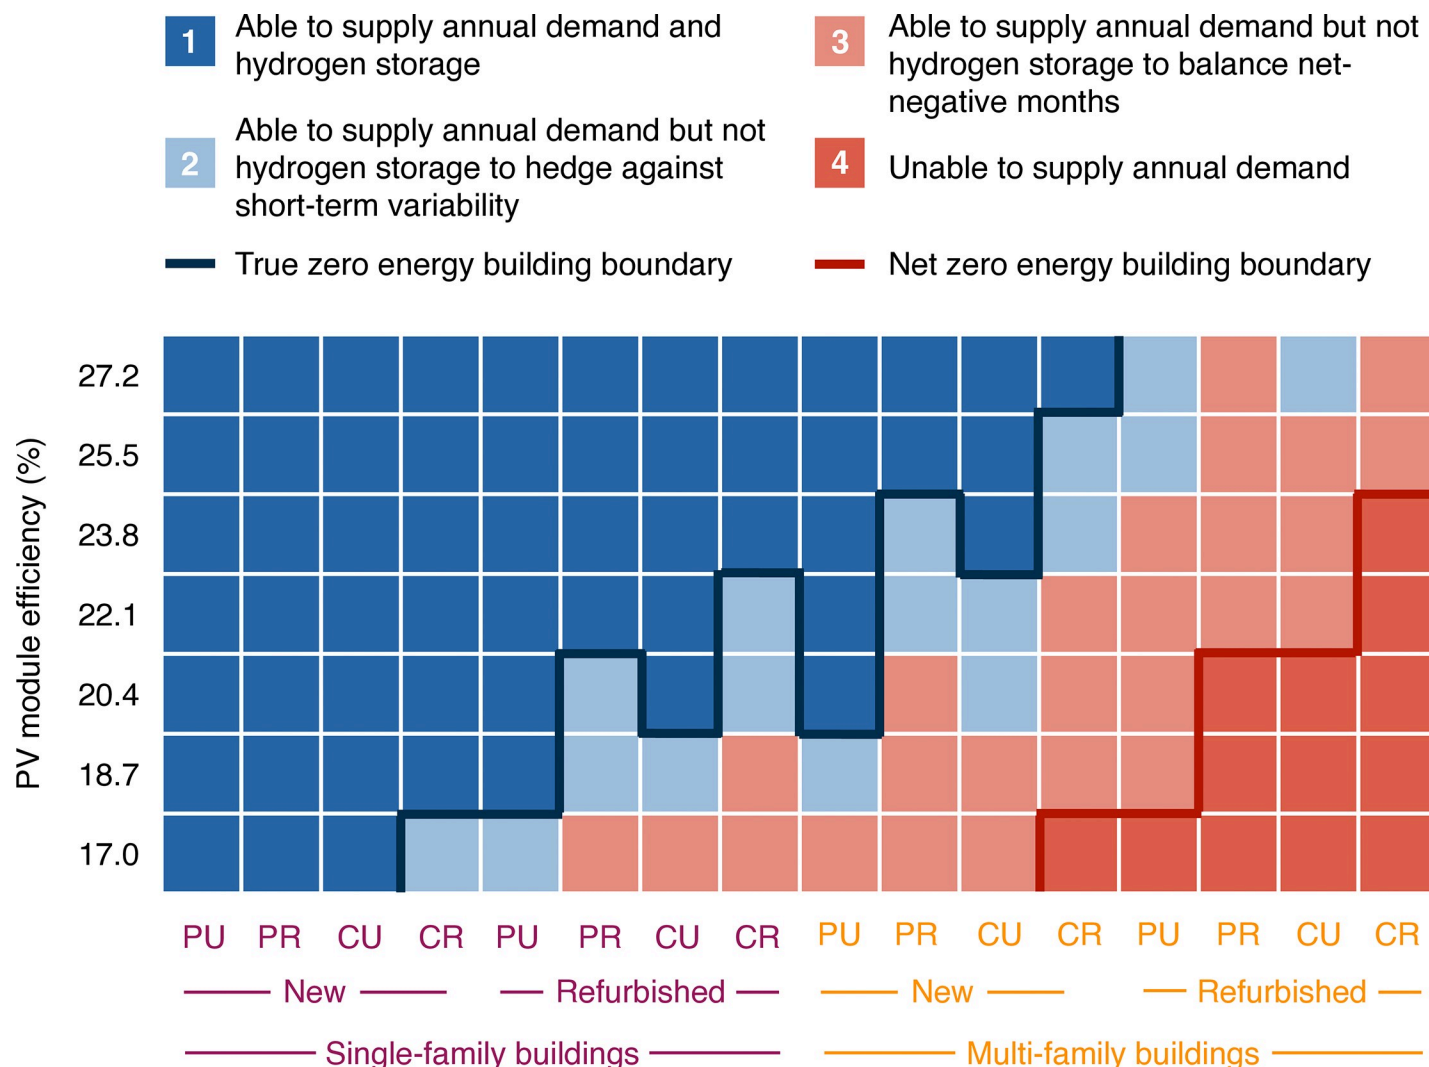 1 Able to supply annual demand and
hydrogen storage
2 Able to supply annual demand but not
hydrogen storage to hedge against
short-term variability
True zero energy building boundary
3 Able to supply annual demand but not
hydrogen storage to balance net-
negative months
4 Unable to supply annual demand
Net zero energy building boundary
PV module efficiency (%)
27.2
25.5
23.8
22.1
20.4
18.7
17.0
PU PR CU CR PU PR CU CR PU PR CU CR PU PR CU CR
New Refurbished New Refurbished
Single-family buildings Multi-family buildings